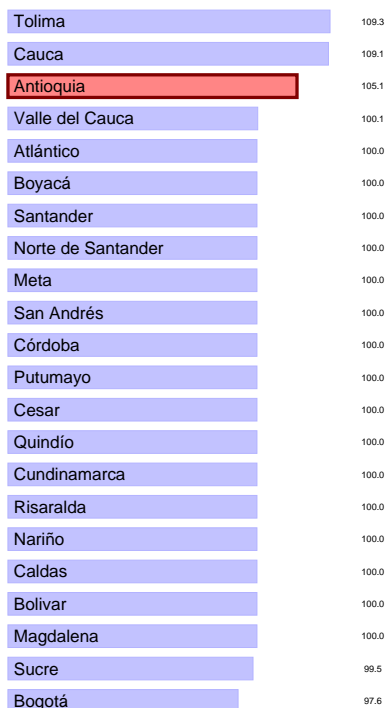 Tolima 109.3
Cauca 109.1
Antioquia 105.1
Valle del Cauca 100.1
Atlántico 100.0
Boyacá 100.0
Santander 100.0
Norte de Santander 100.0
Meta 100.0
San Andrés 100.0
Córdoba 100.0
Putumayo 100.0
Cesar 100.0
Quindío 100.0
Cundinamarca 100.0
Risaralda 100.0
Nariño 100.0
Caldas 100.0
Bolivar 100.0
Magdalena 100.0
Sucre 99.5
Bogotá 97.6